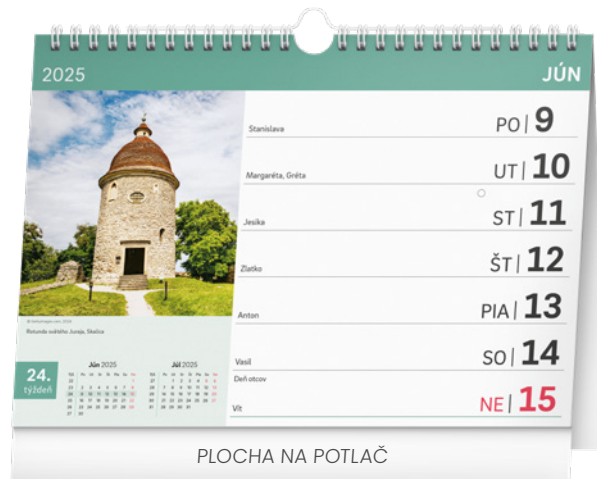 2025 JÚN
Stanislava PO | 9
Margaréta, Gréta UT | 10
Jesika ST | 11
Zlatko ŠT | 12
Anton PIA | 13
Vasil SO | 14
Deň otcov
Vít NE | 15
Rotunda svätého Juraja, Skalica
24.
týždeň
Jún 2025 Júl 2025
PLOCHA NA POTLAČ